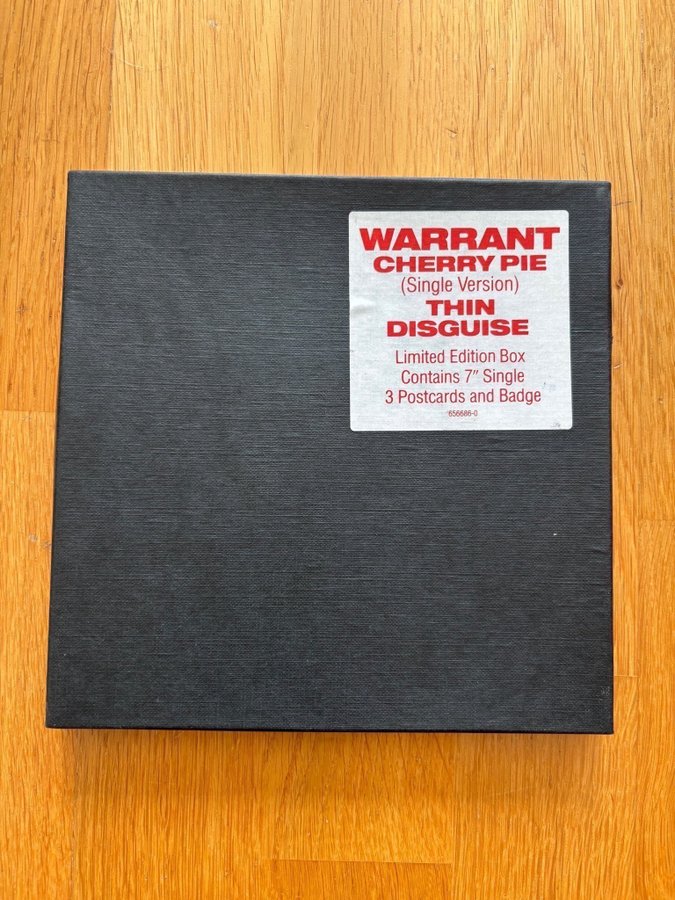 WARRANT
CHERRY PIE
(Single Version)
THIN
DISGUISE
Limited Edition Box
Contains 7″ Single
3 Postcards and Badge
656686-0